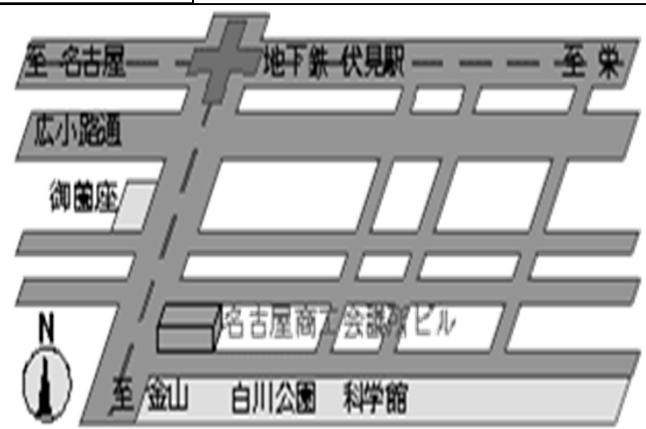 至 名古屋
地下鉄 伏見駅
至 栄
広小路通
御薗座
名古屋商工会議所ビル
N
至 金山
白川公園 科学館